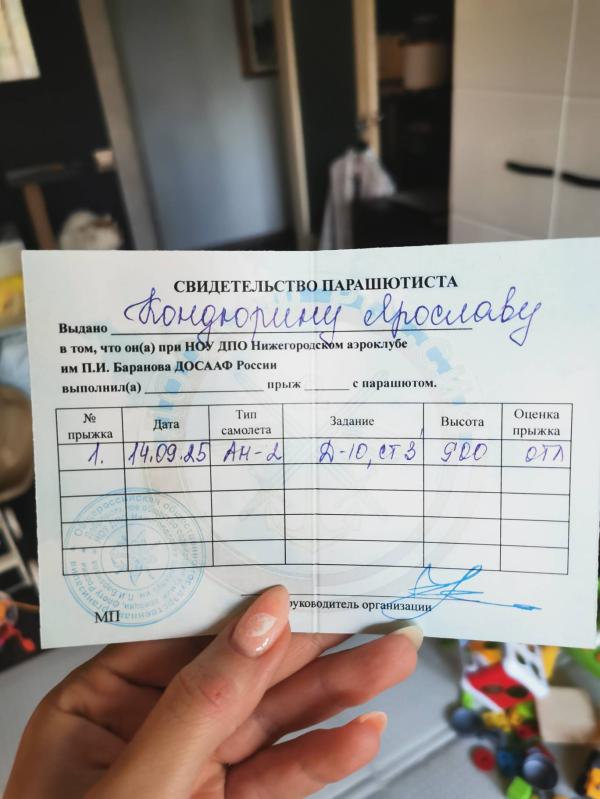 СВИДЕТЕЛЬСТВО ПАРАШЮТИСТА
Выдано Кондюрину Ярославу
в том, что он(а) при НОУ ДПО Нижегородском аэроклубе
им П.И. Баранова ДОСААФ России
выполнил(а) ____________ прыж ______ с парашютом.
№ прыжка Дата Тип самолета Задание Высота Оценка прыжка
1. 14.09.25 АН-2 Д-10, ст 3 900 отл
руководитель организации
МП